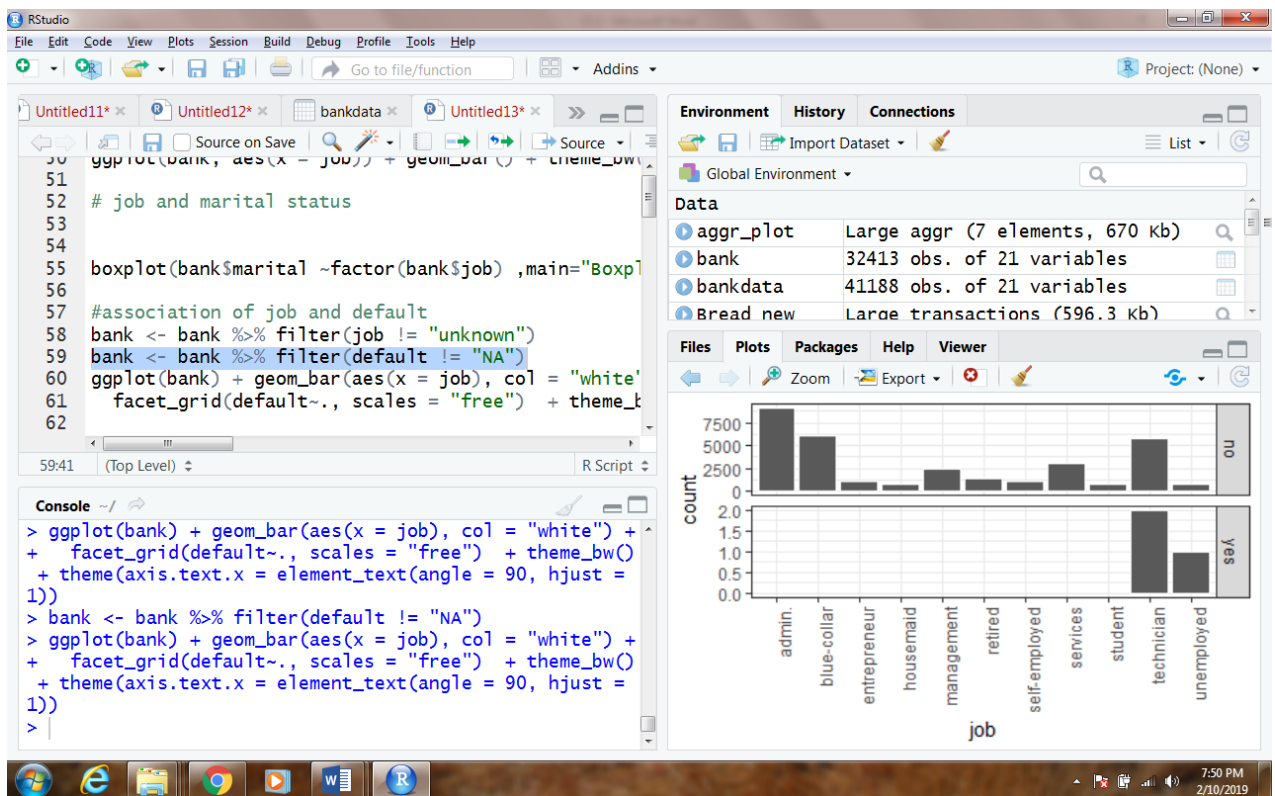 RStudio
File Edit Code View Plots Session Build Debug Profile Tools Help
Go to file/function
Addins
Project: (None)
Untitled11* Untitled12* bankdata Untitled13*
Source on Save Source
50 ggplot(bank, aes(x = job)) + geom_bar() + theme_bw(
51
52 # job and marital status
53
54
55 boxplot(bank$marital ~factor(bank$job) ,main="Boxpl
56
57 #association of job and default
58 bank <- bank %>% filter(job != "unknown")
59 bank <- bank %>% filter(default != "NA")
60 ggplot(bank) + geom_bar(aes(x = job), col = "white"
61 facet_grid(default~., scales = "free") + theme_b
62
59:41 (Top Level) R Script
Console ~/
> ggplot(bank) + geom_bar(aes(x = job), col = "white") +
+ facet_grid(default~., scales = "free") + theme_bw()
+ theme(axis.text.x = element_text(angle = 90, hjust =
1))
> bank <- bank %>% filter(default != "NA")
> ggplot(bank) + geom_bar(aes(x = job), col = "white") +
+ facet_grid(default~., scales = "free") + theme_bw()
+ theme(axis.text.x = element_text(angle = 90, hjust =
1))
>
Environment History Connections
Import Dataset List
Global Environment
Data
aggr_plot Large aggr (7 elements, 670 Kb)
bank 32413 obs. of 21 variables
bankdata 41188 obs. of 21 variables
Bread new Large transactions (596.3 Kb)
Files Plots Packages Help Viewer
Zoom Export
7500
5000
2500
0
no
count
2.0
1.5
1.0
0.5
0.0
yes
admin.
blue-collar
entrepreneur
housemaid
management
retired
self-employed
services
student
technician
unemployed
job
7:50 PM
2/10/2019